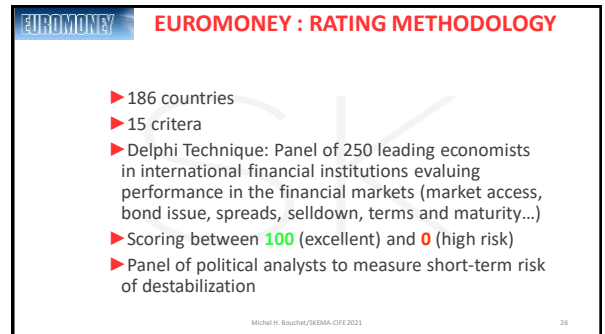 EUROMONEY
EUROMONEY : RATING METHODOLOGY
►186 countries
►15 critera
►Delphi Technique: Panel of 250 leading economists
in international financial institutions evaluing
performance in the financial markets (market access,
bond issue, spreads, selldown, terms and maturity…)
►Scoring between 100 (excellent) and 0 (high risk)
►Panel of political analysts to measure short-term risk
of destabilization
Michel H. Bouchet/SKEMA-CIFE 2021
26